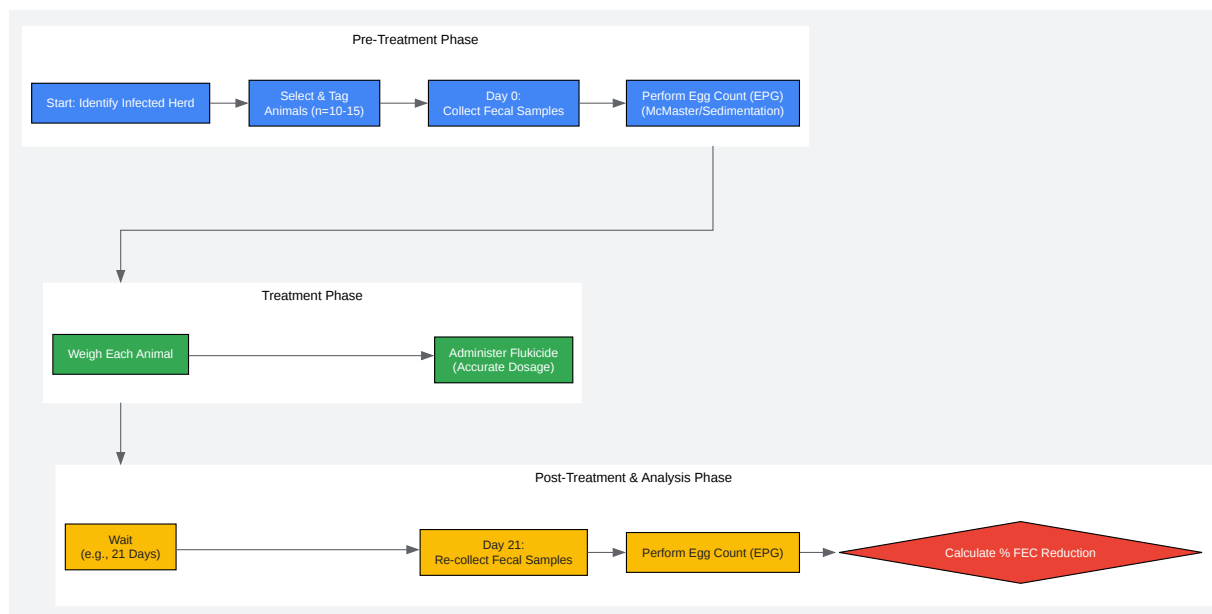 Pre-Treatment Phase
Start: Identify Infected Herd
Select & Tag
Animals (n=10-15)
Day 0:
Collect Fecal Samples
Perform Egg Count (EPG)
(McMaster/Sedimentation)
Treatment Phase
Weigh Each Animal
Administer Flukicide
(Accurate Dosage)
Post-Treatment & Analysis Phase
Wait
(e.g., 21 Days)
Day 21:
Re-collect Fecal Samples
Perform Egg Count (EPG)
Calculate % FEC Reduction